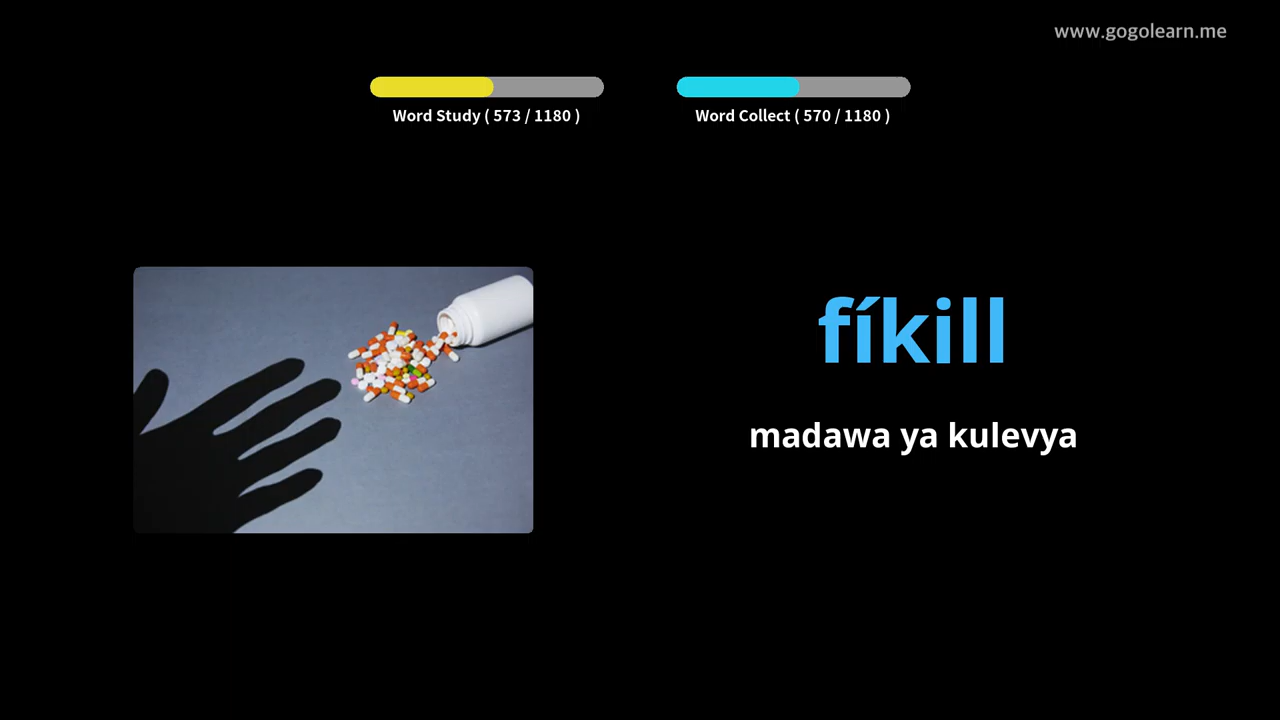 www.gogolearn.me
Word Study ( 573 / 1180 )
Word Collect ( 570 / 1180 )
fíkill
madawa ya kulevya